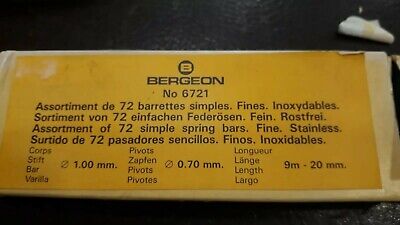 B
BERGEON
No 6721
Assortiment de 72 barrettes simples. Fines. Inoxydables.
Sortiment von 72 einfachen Federösen. Fein. Rostfrei.
Assortment of 72 simple spring bars. Fine. Stainless.
Surtido de 72 pasadores sencillos. Finos. Inoxidables.
Corps Pivots Longueur
Stift Zapfen Länge
Bar ⌀ 1.00 mm. Pivots ⌀ 0.70 mm. Length 9m - 20 mm.
Varilla Pivotes Largo